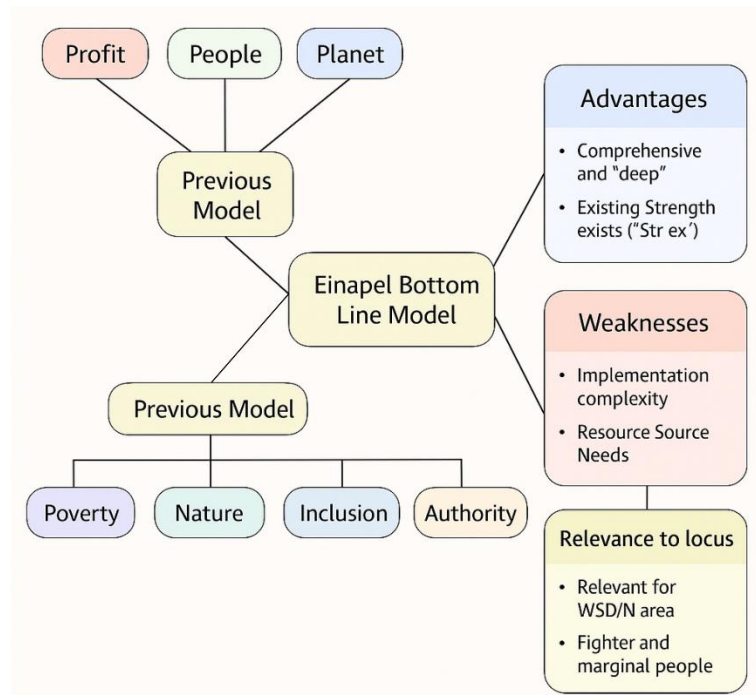 Profit
People
Planet
Previous
Model
Einapel Bottom
Line Model
Previous Model
Poverty
Nature
Inclusion
Authority
Advantages
• Comprehensive
and “deep”
• Existing Strength
exists (“Str ex´)
Weaknesses
• Implementation
complexity
• Resource Source
Needs
Relevance to locus
• Relevant for
WSD/N area
• Fighter and
marginal people